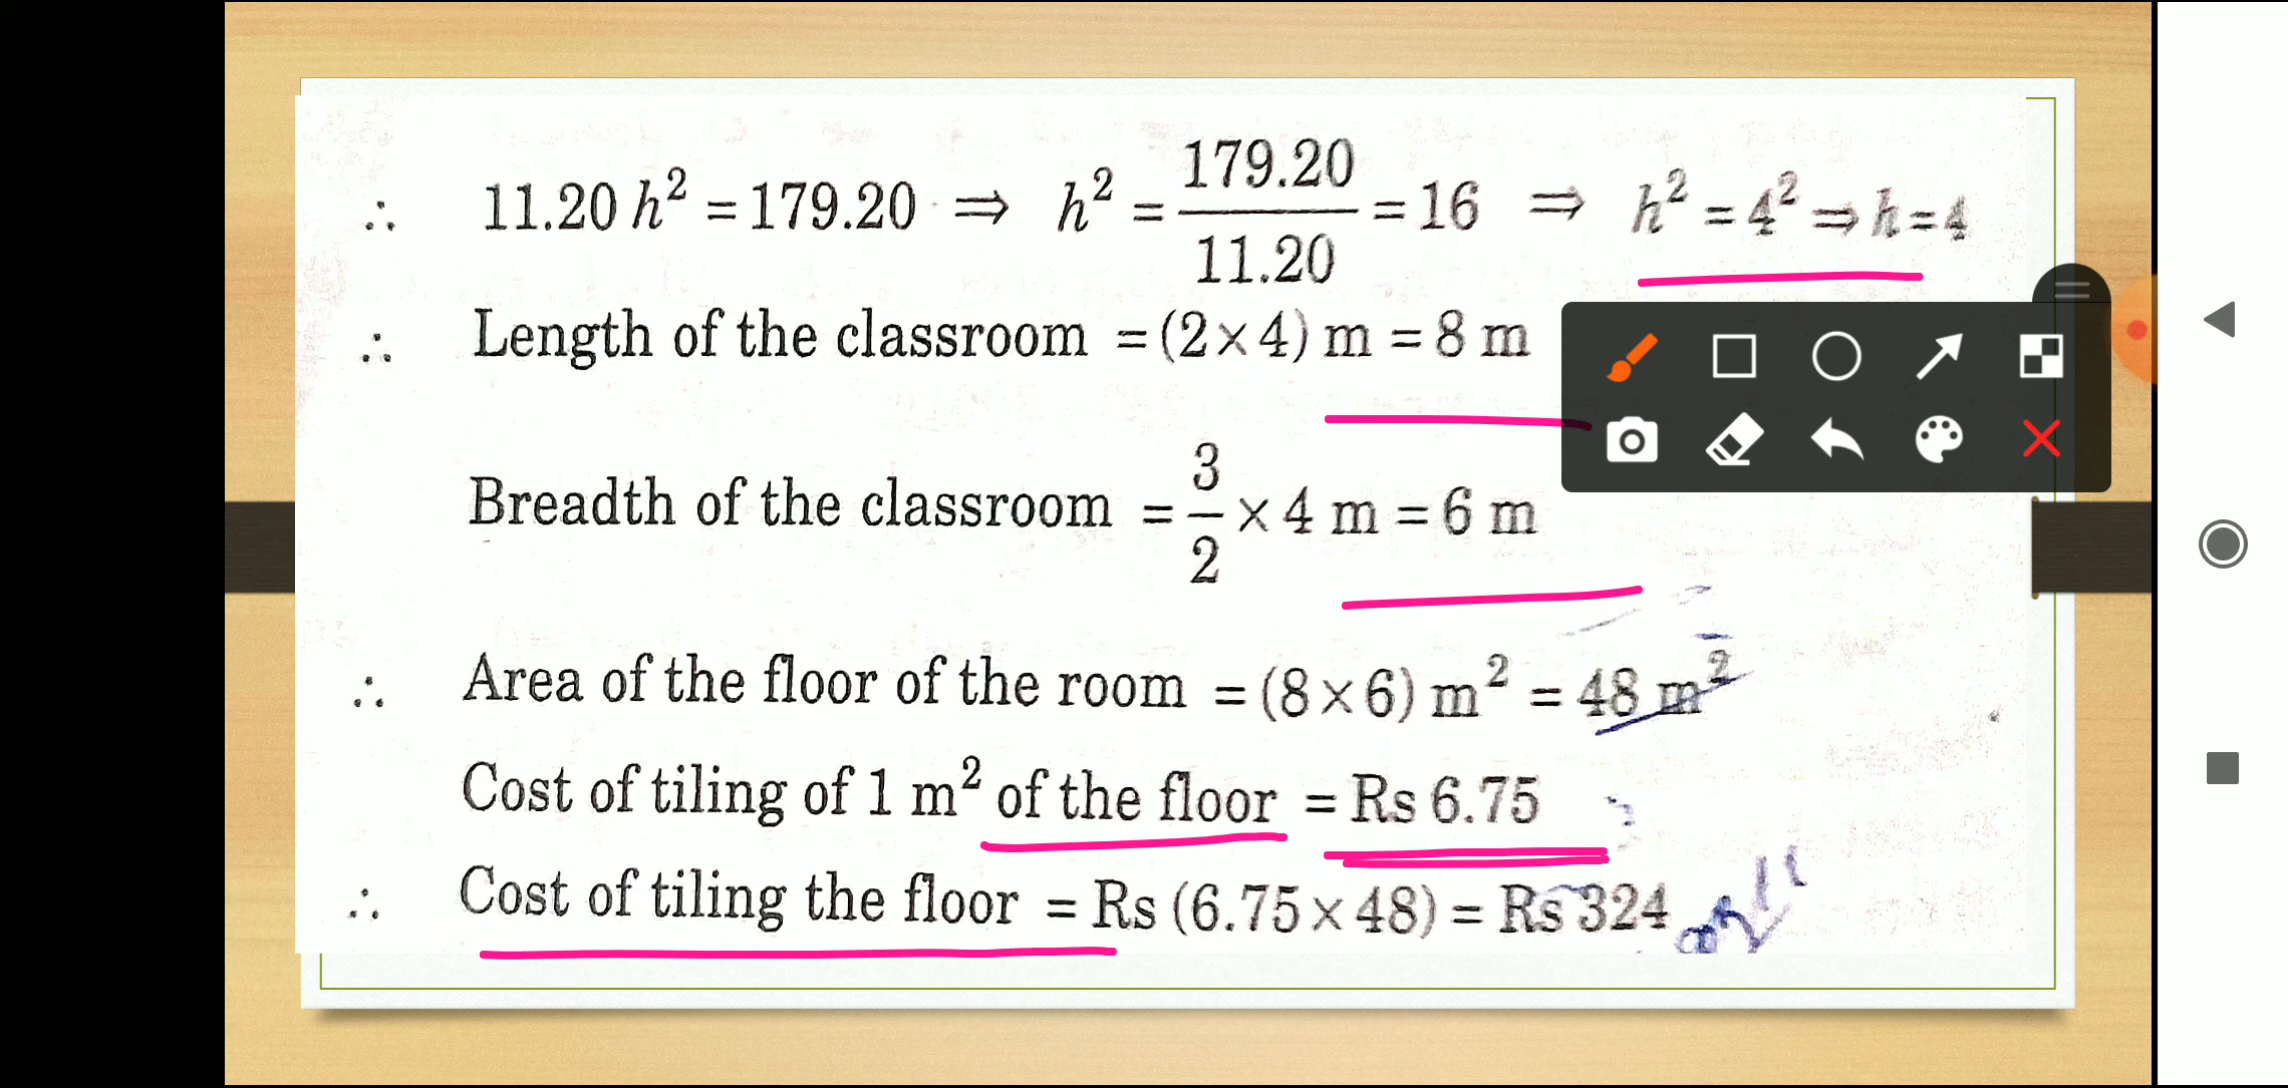 ∴ 11.20 h² = 179.20 ⇒ h² = 179.20/11.20 = 16 ⇒ h² = 4² ⇒ h = 4
∴ Length of the classroom = (2×4) m = 8 m
Breadth of the classroom = 3/2 × 4 m = 6 m
∴ Area of the floor of the room = (8×6) m² = 48 m²
Cost of tiling of 1 m² of the floor = Rs 6.75
∴ Cost of tiling the floor = Rs (6.75×48) = Rs 324